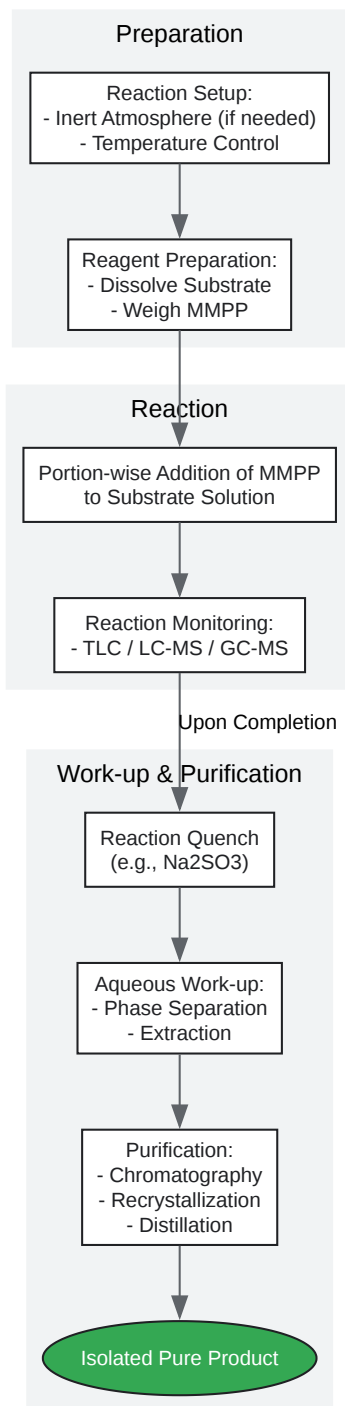 Preparation
Reaction Setup:
- Inert Atmosphere (if needed)
- Temperature Control
Reagent Preparation:
- Dissolve Substrate
- Weigh MMPP
Reaction
Portion-wise Addition of MMPP
to Substrate Solution
Reaction Monitoring:
- TLC / LC-MS / GC-MS
Upon Completion
Work-up & Purification
Reaction Quench
(e.g., Na2SO3)
Aqueous Work-up:
- Phase Separation
- Extraction
Purification:
- Chromatography
- Recrystallization
- Distillation
Isolated Pure Product